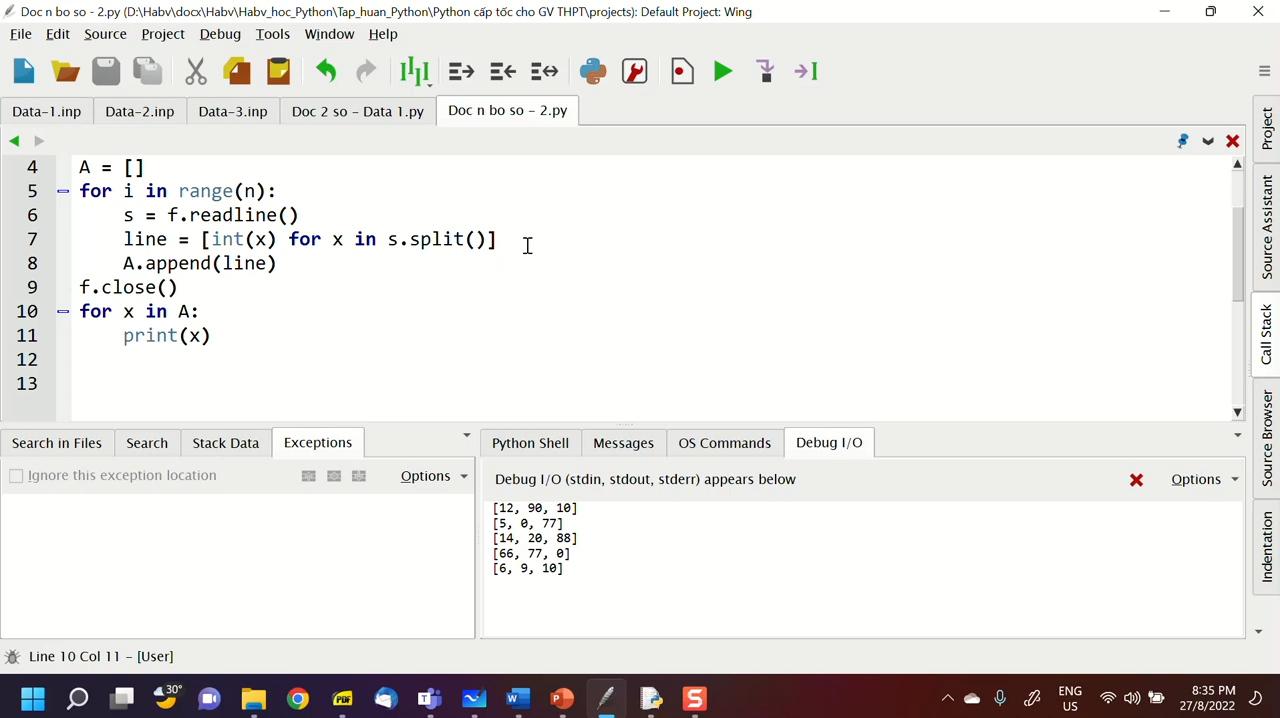 Doc n bo so - 2.py (D:\Habv\docx\Habv\Habv_hoc_Python\Tap_huan_Python\Python cấp tốc cho GV THPT\projects): Default Project: Wing
File Edit Source Project Debug Tools Window Help
Data-1.inp Data-2.inp Data-3.inp Doc 2 so - Data 1.py Doc n bo so - 2.py
4 A = []
5 for i in range(n):
6 s = f.readline()
7 line = [int(x) for x in s.split()]
8 A.append(line)
9 f.close()
10 for x in A:
11 print(x)
12
13
Project
Source Assistant
Call Stack
Source Browser
Indentation
Search in Files Search Stack Data Exceptions
Ignore this exception location Options
Python Shell Messages OS Commands Debug I/O
Debug I/O (stdin, stdout, stderr) appears below Options
[12, 90, 10]
[5, 0, 77]
[14, 20, 88]
[66, 77, 0]
[6, 9, 10]
Line 10 Col 11 - [User]
30°
PDF
ENG
US
8:35 PM
27/8/2022